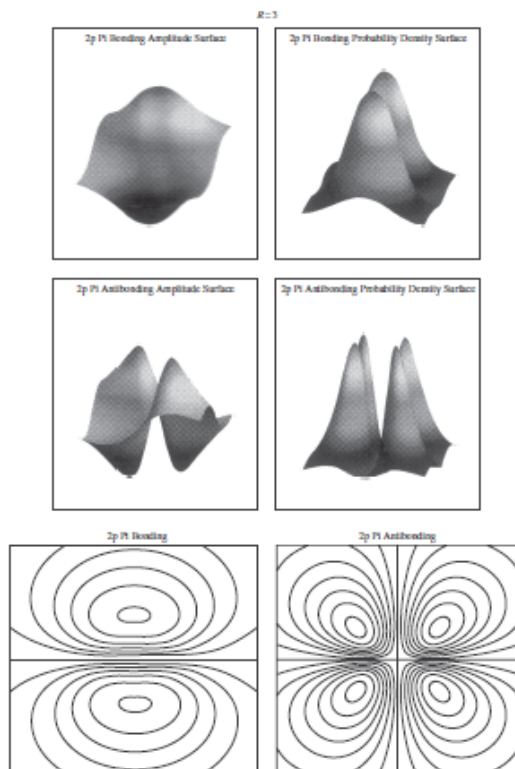 R=3
2p Pi Bonding Amplitude Surface
2p Pi Bonding Probability Density Surface
2p Pi Antibonding Amplitude Surface
2p Pi Antibonding Probability Density Surface
2p Pi Bonding
2p Pi Antibonding